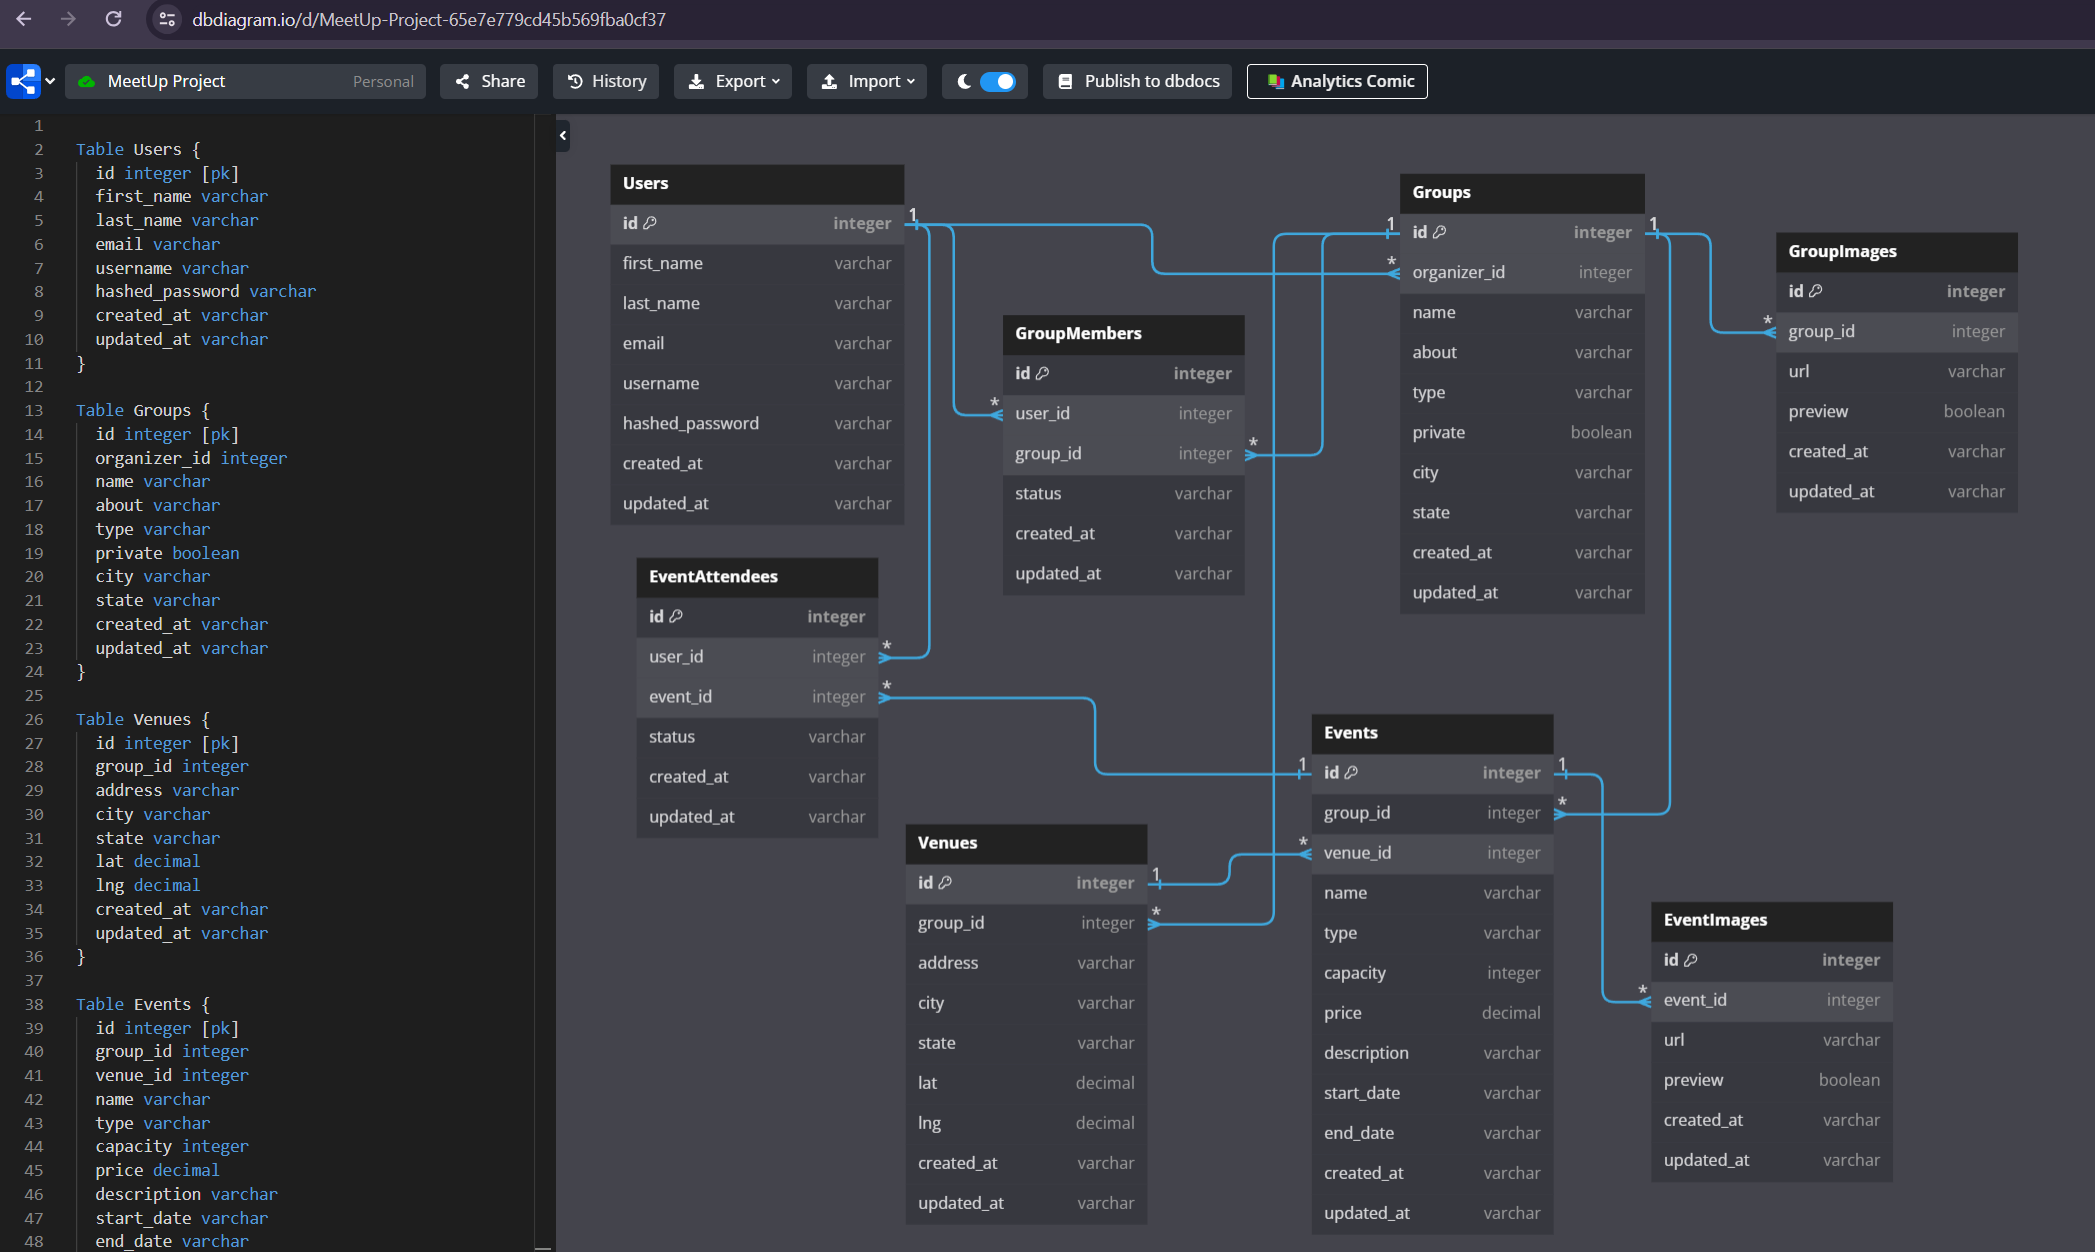 dbdiagram.io/d/MeetUp-Project-65e7e779cd45b569fba0cf37
MeetUp Project Personal Share History Export Import Publish to dbdocs Analytics Comic
1
2 Table Users {
3 id integer [pk]
4 first_name varchar
5 last_name varchar
6 email varchar
7 username varchar
8 hashed_password varchar
9 created_at varchar
10 updated_at varchar
11 }
12
13 Table Groups {
14 id integer [pk]
15 organizer_id integer
16 name varchar
17 about varchar
18 type varchar
19 private boolean
20 city varchar
21 state varchar
22 created_at varchar
23 updated_at varchar
24 }
25
26 Table Venues {
27 id integer [pk]
28 group_id integer
29 address varchar
30 city varchar
31 state varchar
32 lat decimal
33 lng decimal
34 created_at varchar
35 updated_at varchar
36 }
37
38 Table Events {
39 id integer [pk]
40 group_id integer
41 venue_id integer
42 name varchar
43 type varchar
44 capacity integer
45 price decimal
46 description varchar
47 start_date varchar
48 end_date varchar
Users
id integer 1
first_name varchar
last_name varchar
email varchar
username varchar
hashed_password varchar
created_at varchar
updated_at varchar
GroupMembers
id integer
* user_id integer
group_id integer *
status varchar
created_at varchar
updated_at varchar
Groups
1 id integer 1
* organizer_id integer
name varchar
about varchar
type varchar
private boolean
city varchar
state varchar
created_at varchar
updated_at varchar
GroupImages
id integer
* group_id integer
url varchar
preview boolean
created_at varchar
updated_at varchar
EventAttendees
id integer
user_id integer *
event_id integer *
status varchar
created_at varchar
updated_at varchar
Venues
id integer 1
group_id integer *
address varchar
city varchar
state varchar
lat decimal
lng decimal
created_at varchar
updated_at varchar
Events
1 id integer 1
group_id integer *
* venue_id integer
name varchar
type varchar
capacity integer
price decimal
description varchar
start_date varchar
end_date varchar
created_at varchar
updated_at varchar
EventImages
id integer
* event_id integer
url varchar
preview boolean
created_at varchar
updated_at varchar